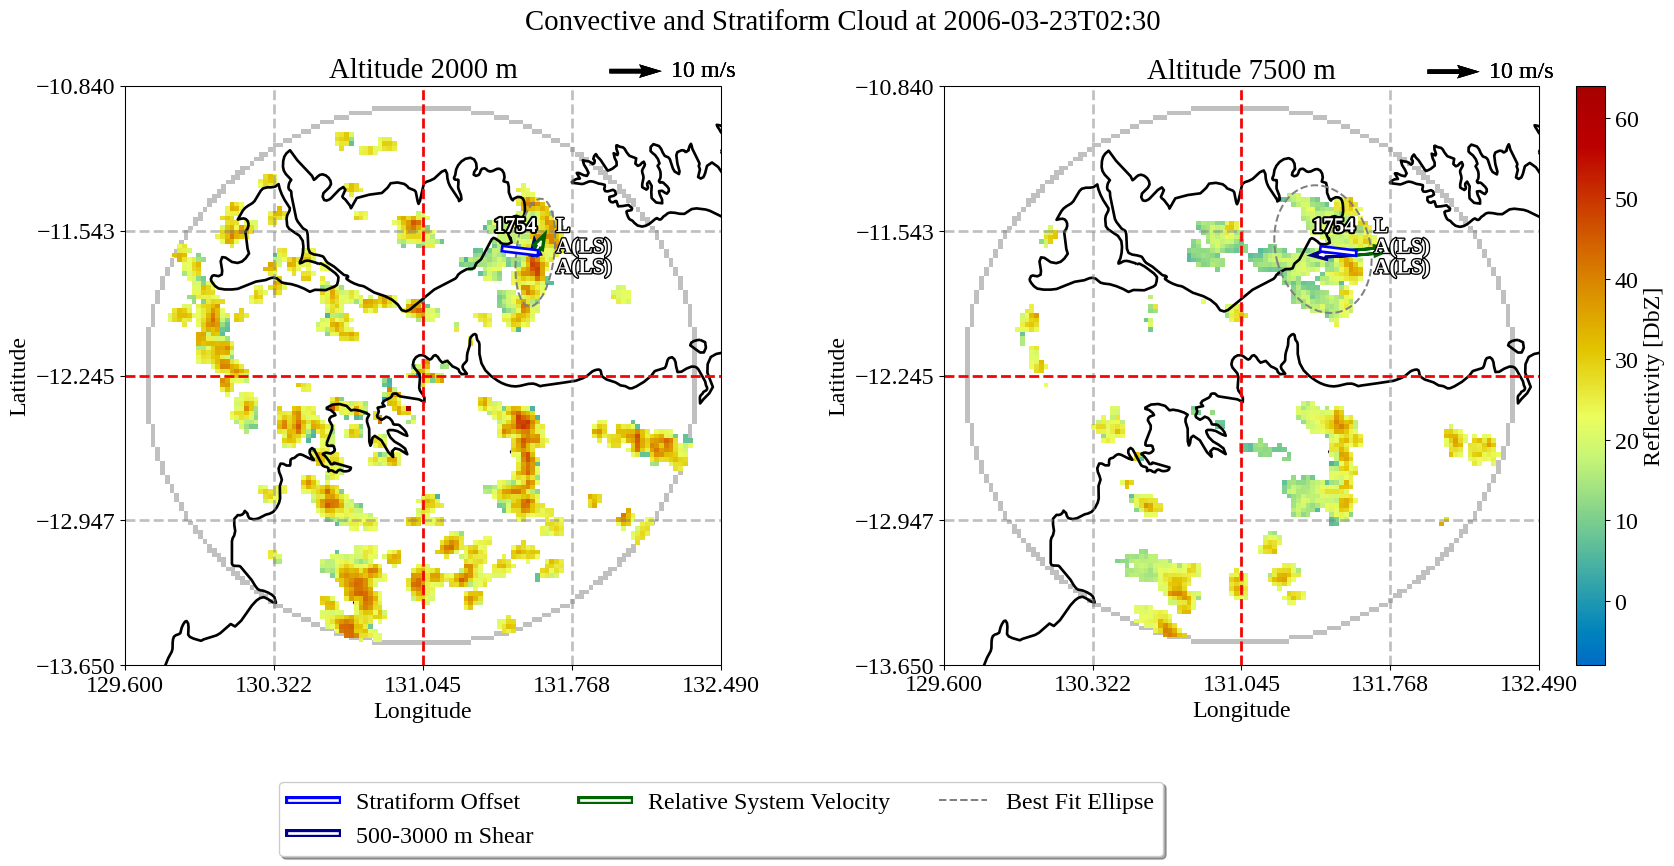 Convective and Stratiform Cloud at 2006-03-23T02:30
Altitude 2000 m
10 m/s
−10.840
−11.543
−12.245
−12.947
−13.650
129.600
130.322
131.045
131.768
132.490
Latitude
Longitude
1754
L
A(LS)
A(LS)
Altitude 7500 m
10 m/s
−10.840
−11.543
−12.245
−12.947
−13.650
129.600
130.322
131.045
131.768
132.490
Latitude
Longitude
1754
L
A(LS)
A(LS)
60
50
40
30
20
10
0
Reflectivity [DbZ]
Stratiform Offset
500-3000 m Shear
Relative System Velocity
Best Fit Ellipse